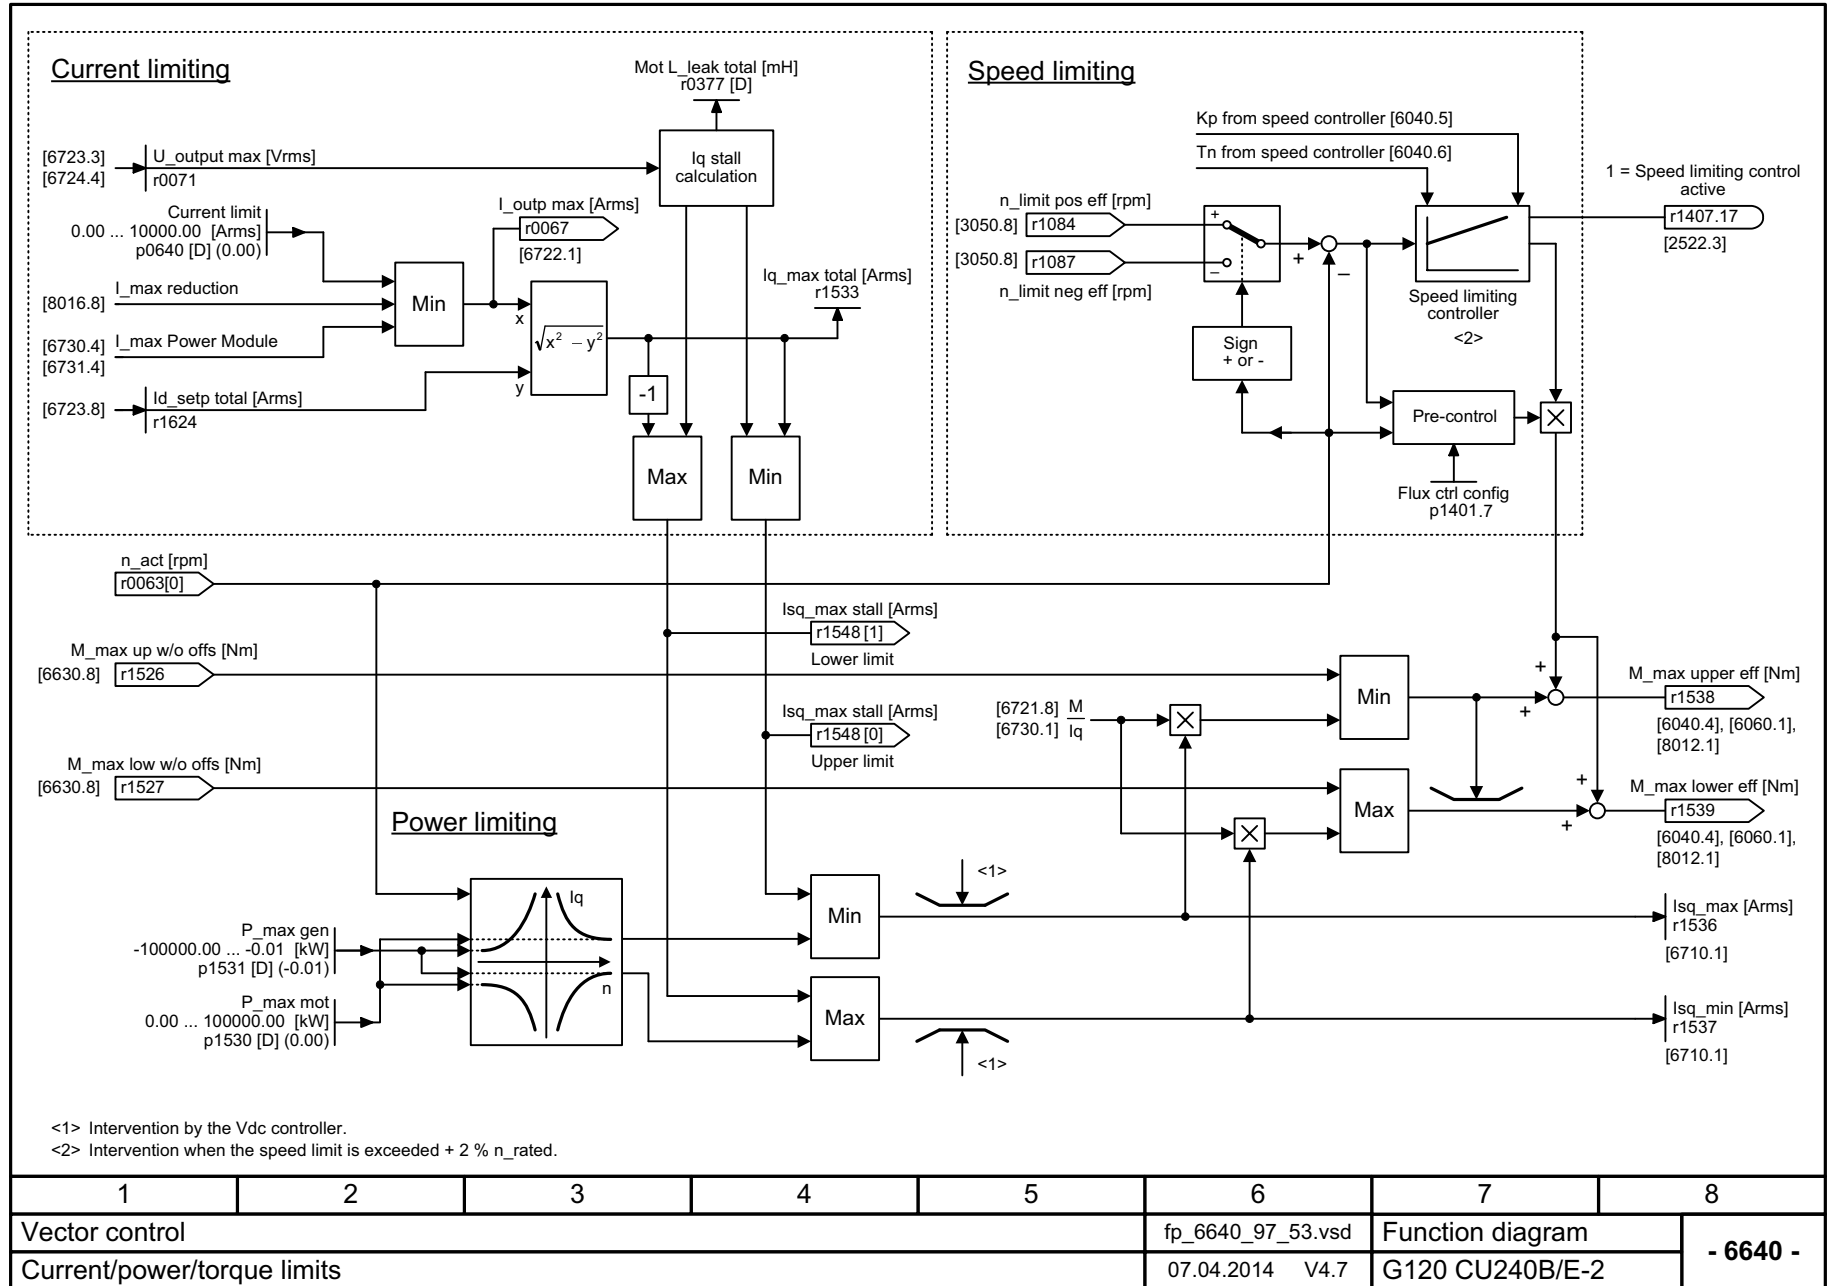 Current limiting
Mot L_leak total [mH]
r0377 [D]
[6723.3]
[6724.4]
U_output max [Vrms]
r0071
Iq stall
calculation
Current limit
0.00 ... 10000.00 [Arms]
p0640 [D] (0.00)
I_outp max [Arms]
r0067
[6722.1]
[8016.8]
I_max reduction
Min
[6730.4]
[6731.4]
I_max Power Module
x
y
√x² – y²
Iq_max total [Arms]
r1533
[6723.8]
Id_setp total [Arms]
r1624
-1
Max
Min
Speed limiting
Kp from speed controller [6040.5]
Tn from speed controller [6040.6]
n_limit pos eff [rpm]
[3050.8]
r1084
[3050.8]
r1087
n_limit neg eff [rpm]
+
–
+
–
Sign
+ or -
Speed limiting
controller
<2>
1 = Speed limiting control
active
r1407.17
[2522.3]
Pre-control
Flux ctrl config
p1401.7
n_act [rpm]
r0063[0]
Isq_max stall [Arms]
r1548 [1]
Lower limit
M_max up w/o offs [Nm]
[6630.8]
r1526
Isq_max stall [Arms]
r1548 [0]
Upper limit
[6721.8]
[6730.1]
M
Iq
Min
+
+
M_max upper eff [Nm]
r1538
[6040.4], [6060.1],
[8012.1]
M_max low w/o offs [Nm]
[6630.8]
r1527
Max
+
+
M_max lower eff [Nm]
r1539
[6040.4], [6060.1],
[8012.1]
Power limiting
Iq
n
P_max gen
-100000.00 ... -0.01 [kW]
p1531 [D] (-0.01)
P_max mot
0.00 ... 100000.00 [kW]
p1530 [D] (0.00)
Min
<1>
Isq_max [Arms]
r1536
[6710.1]
Max
<1>
Isq_min [Arms]
r1537
[6710.1]
<1> Intervention by the Vdc controller.
<2> Intervention when the speed limit is exceeded + 2 % n_rated.
1 2 3 4 5 6 7 8
Vector control
fp_6640_97_53.vsd
Function diagram
- 6640 -
Current/power/torque limits
07.04.2014 V4.7
G120 CU240B/E-2